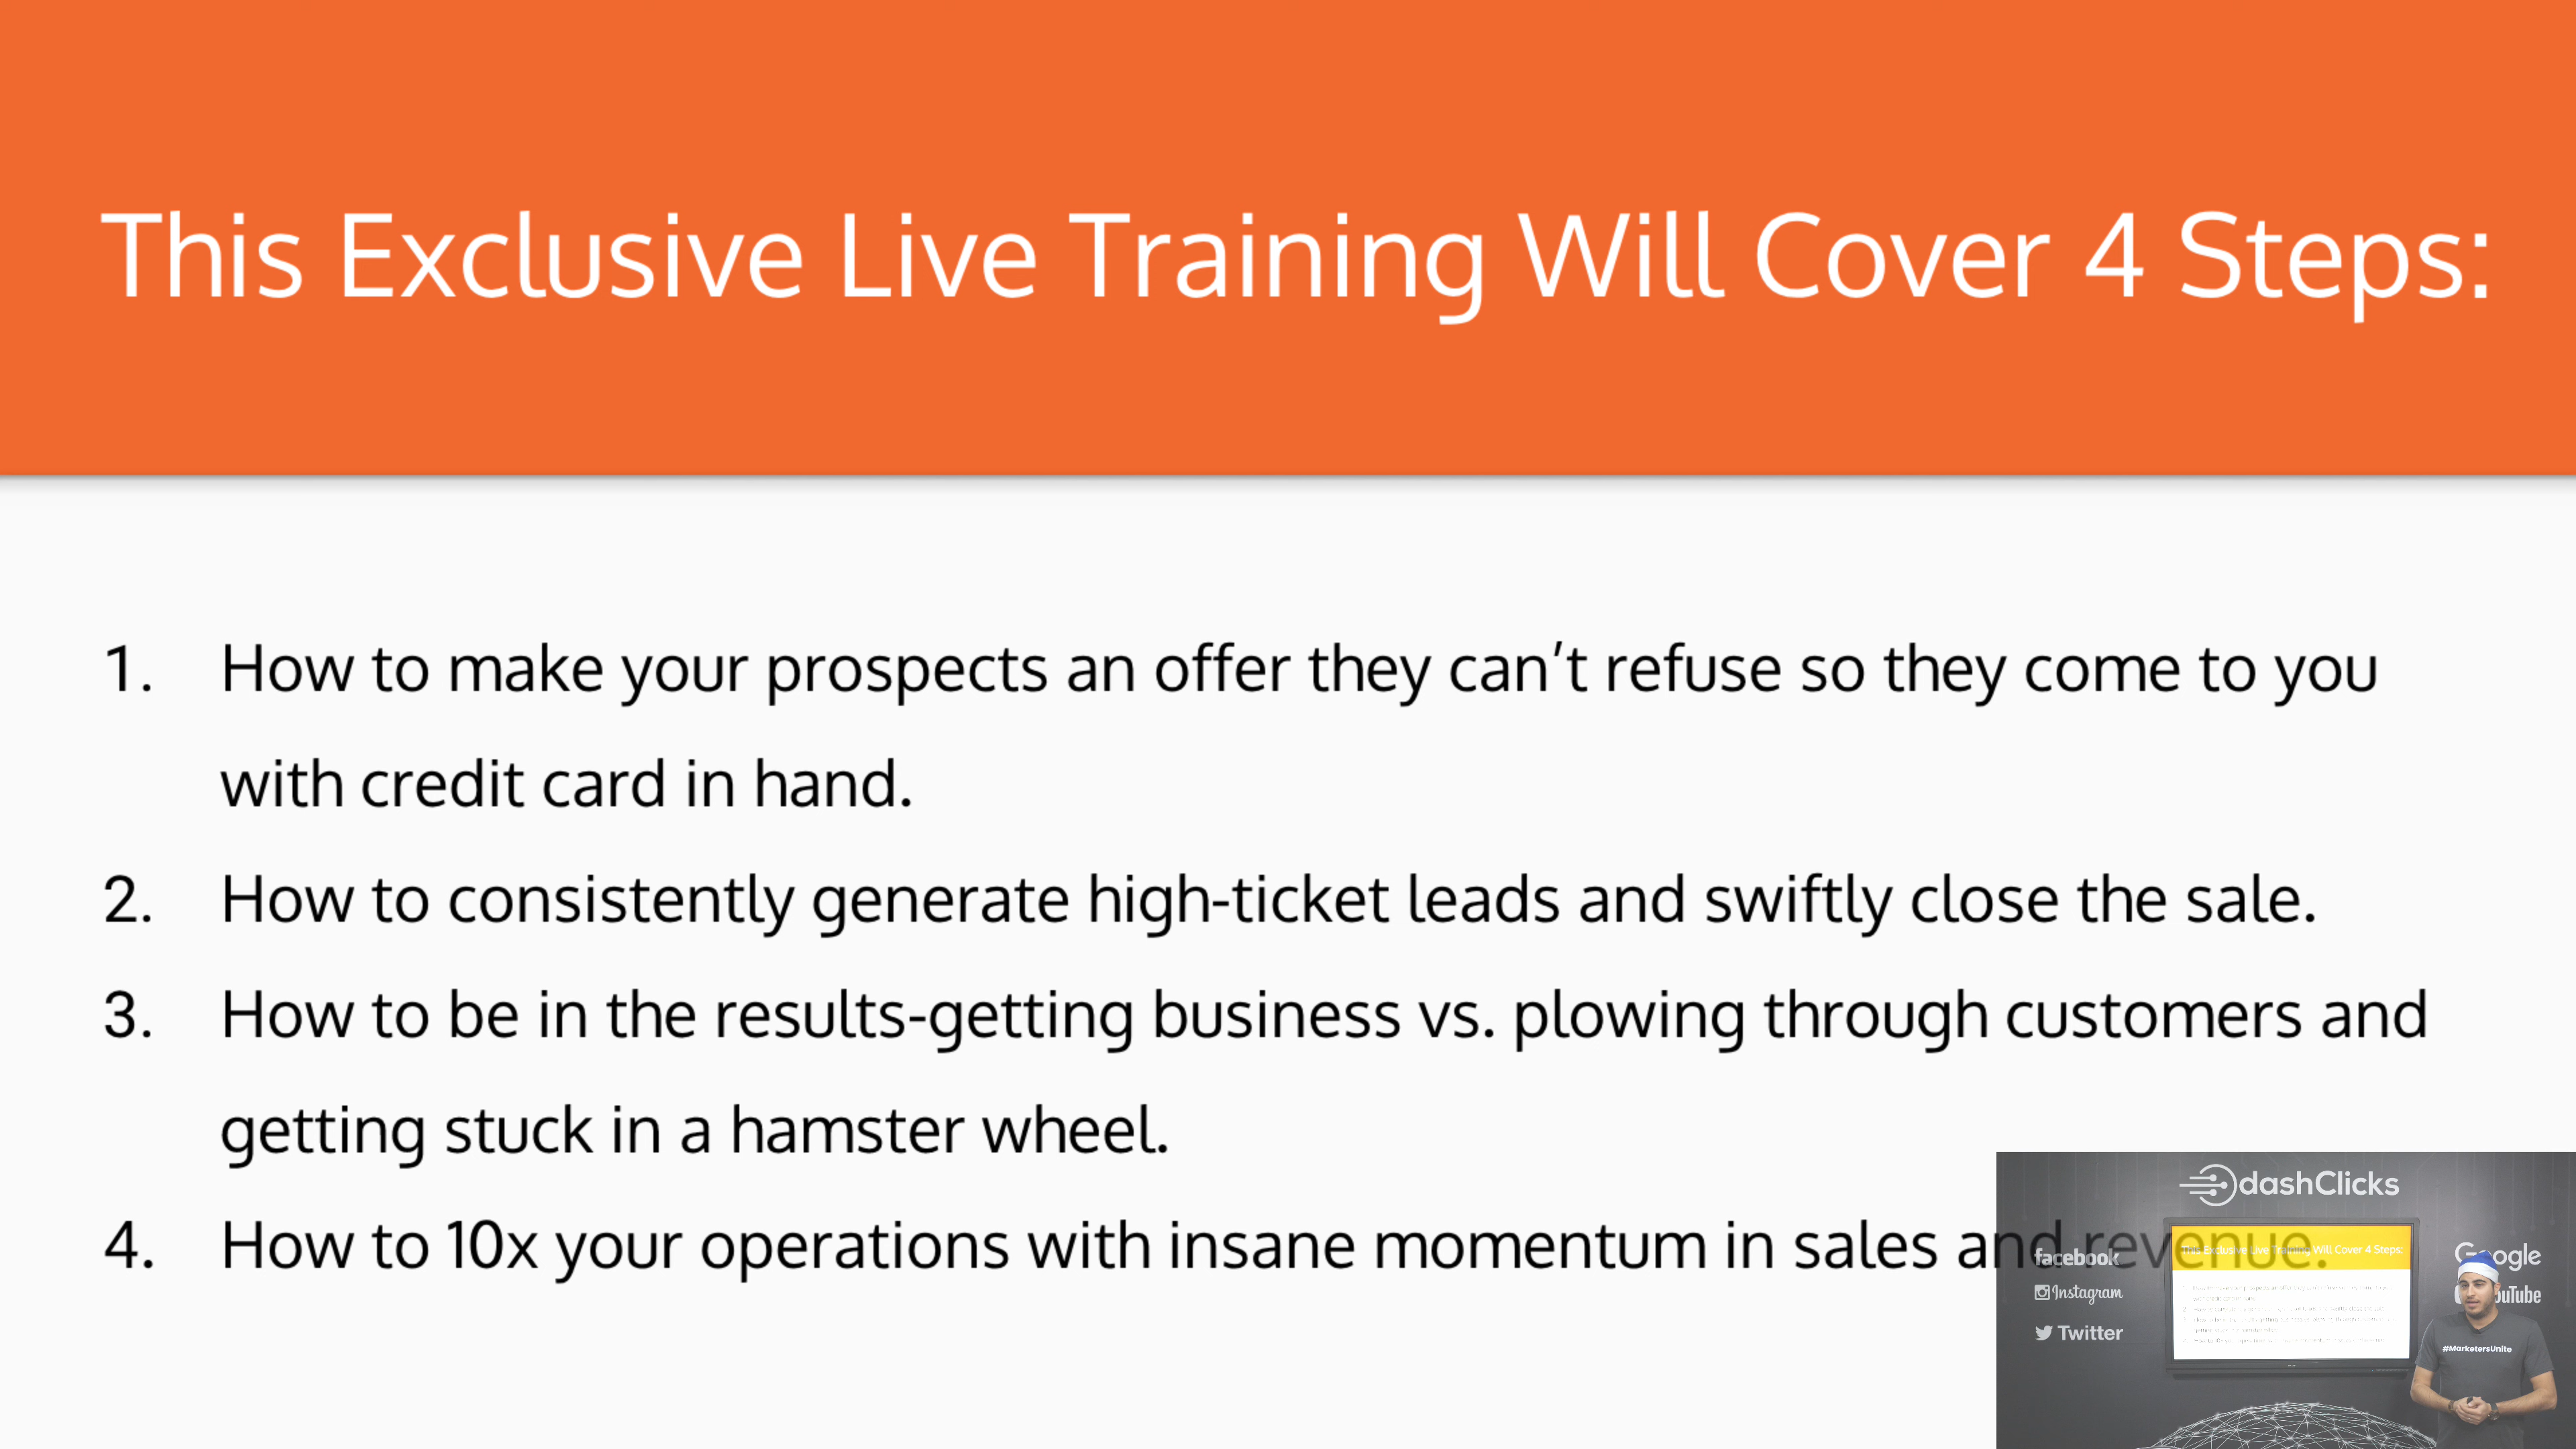 This Exclusive Live Training Will Cover 4 Steps:
1. How to make your prospects an offer they can't refuse so they come to you
with credit card in hand.
2. How to consistently generate high-ticket leads and swiftly close the sale.
3. How to be in the results-getting business vs. plowing through customers and
getting stuck in a hamster wheel.
4. How to 10x your operations with insane momentum in sales and revenue.
dashClicks
facebook
Instagram
Twitter
This Exclusive Live Training Will Cover 4 Steps:
Google
YouTube
#MarketersUnite